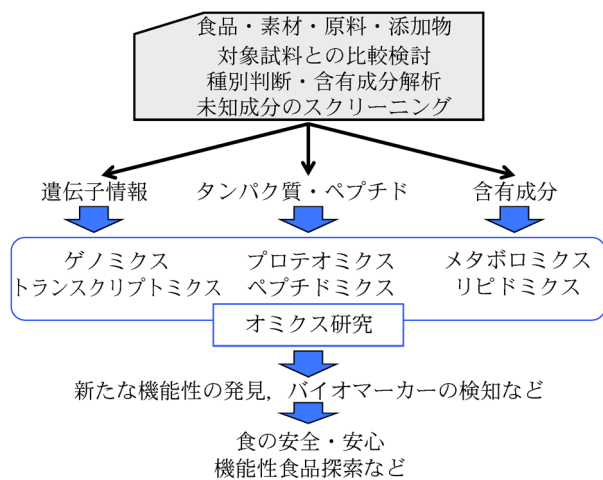 食品・素材・原料・添加物
対象試料との比較検討
種別判断・含有成分解析
未知成分のスクリーニング
遺伝子情報
タンパク質・ペプチド
含有成分
ゲノミクス
トランスクリプトミクス
プロテオミクス
ペプチドミクス
メタボロミクス
リピドミクス
オミクス研究
新たな機能性の発見，バイオマーカーの検知など
食の安全・安心
機能性食品探索など